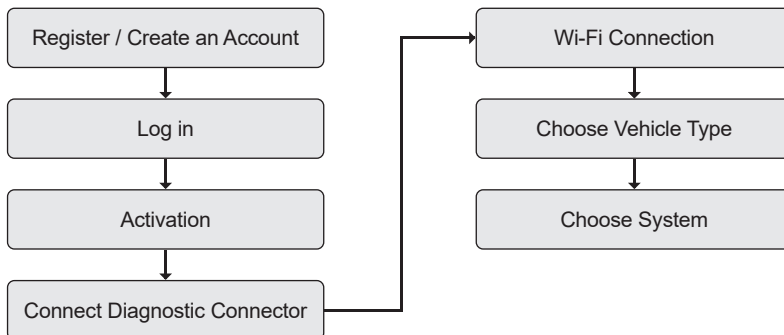 Register / Create an Account
Log in
Activation
Connect Diagnostic Connector
Wi-Fi Connection
Choose Vehicle Type
Choose System